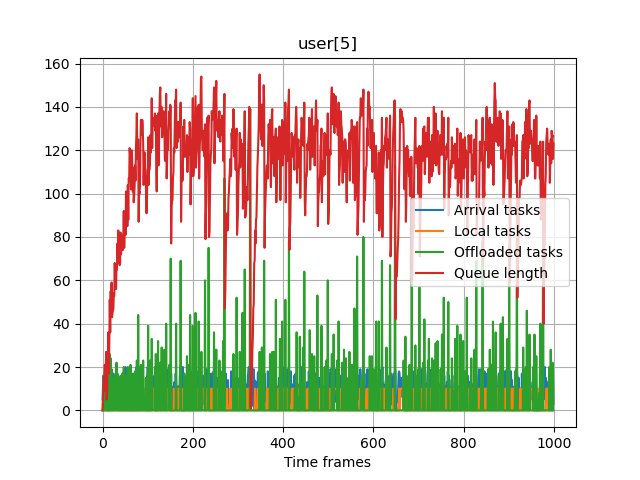 user[5]
160
140
120
100
80
60
40
20
0
Arrival tasks
Local tasks
Offloaded tasks
Queue length
0 200 400 600 800 1000
Time frames